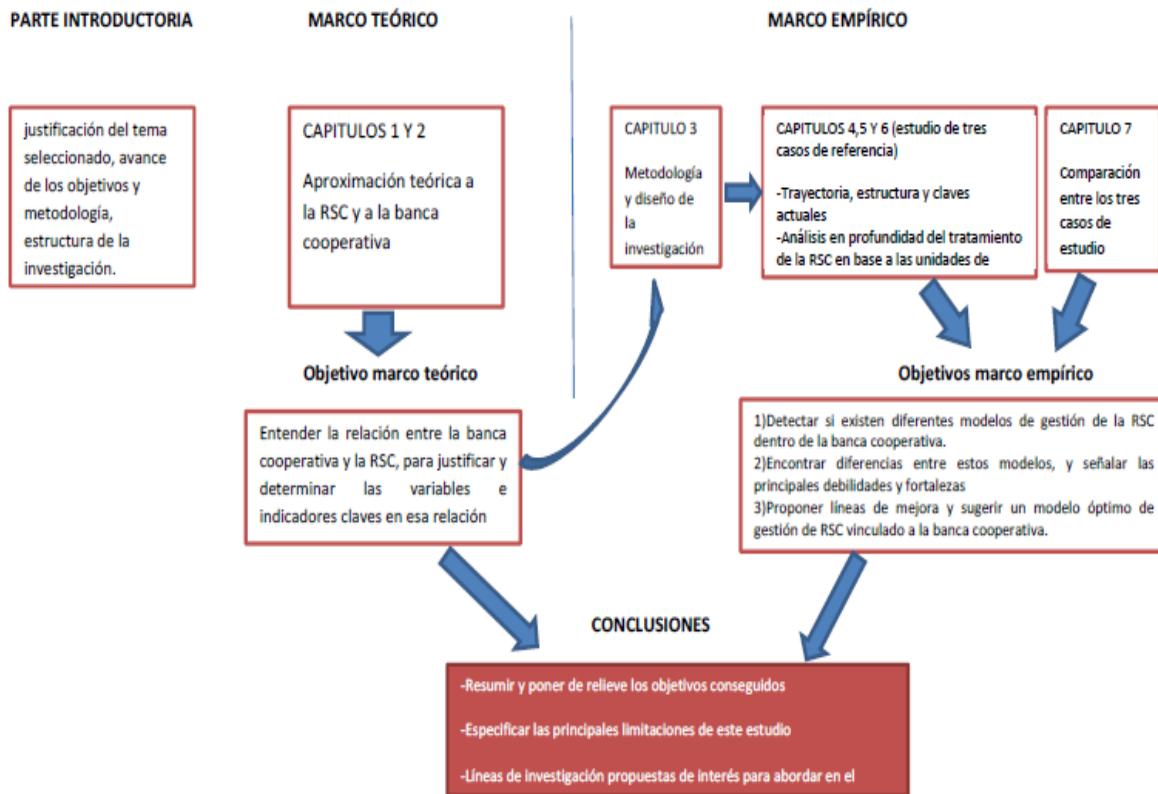 PARTE INTRODUCTORIA
MARCO TEÓRICO
MARCO EMPÍRICO
justificación del tema
seleccionado, avance
de los objetivos y
metodología,
estructura de la
investigación.
CAPITULOS 1 Y 2
Aproximación teórica a
la RSC y a la banca
cooperativa
CAPITULO 3
Metodología
y diseño de
la
investigación
CAPITULOS 4,5 Y 6 (estudio de tres
casos de referencia)
-Trayectoria, estructura y claves
actuales
-Análisis en profundidad del tratamiento
de la RSC en base a las unidades de
CAPITULO 7
Comparación
entre los tres
casos de
estudio
Objetivo marco teórico
Entender la relación entre la banca
cooperativa y la RSC, para justificar y
determinar las variables e
indicadores claves en esa relación
Objetivos marco empírico
1)Detectar si existen diferentes modelos de gestión de la RSC
dentro de la banca cooperativa.
2)Encontrar diferencias entre estos modelos, y señalar las
principales debilidades y fortalezas
3)Proponer líneas de mejora y sugerir un modelo óptimo de
gestión de RSC vinculado a la banca cooperativa.
CONCLUSIONES
-Resumir y poner de relieve los objetivos conseguidos
-Especificar las principales limitaciones de este estudio
-Líneas de investigación propuestas de interés para abordar en el